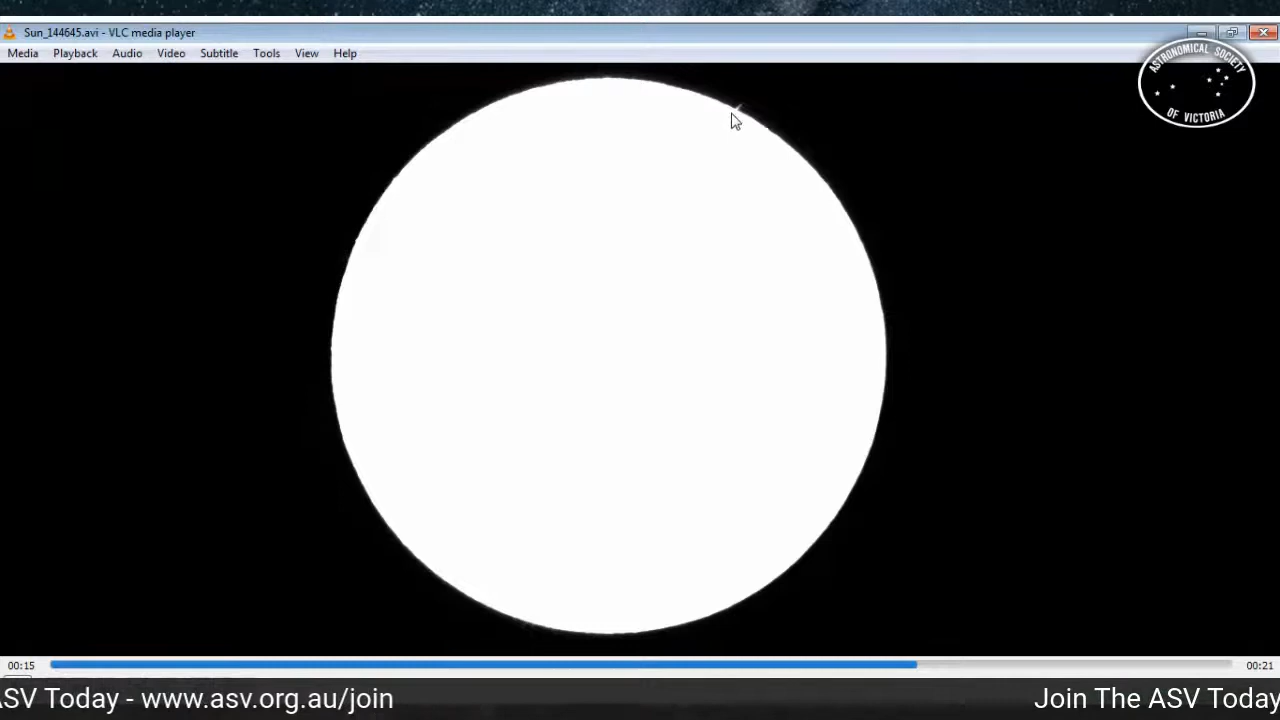 Sun_144645.avi - VLC media player
Media Playback Audio Video Subtitle Tools View Help
ASTRONOMICAL SOCIETY
OF VICTORIA
00:15
00:21
ASV Today - www.asv.org.au/join
Join The ASV Today